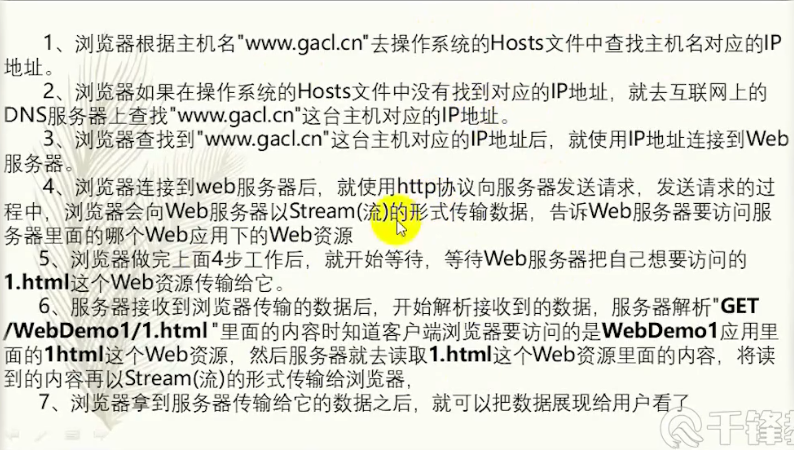 1、浏览器根据主机名"www.gacl.cn"去操作系统的Hosts文件中查找主机名对应的IP
地址。
2、浏览器如果在操作系统的Hosts文件中没有找到对应的IP地址，就去互联网上的
DNS服务器上查找"www.gacl.cn"这台主机对应的IP地址。
3、浏览器查找到"www.gacl.cn"这台主机对应的IP地址后，就使用IP地址连接到Web
服务器。
4、浏览器连接到web服务器后，就使用http协议向服务器发送请求，发送请求的过
程中，浏览器会向Web服务器以Stream(流)的形式传输数据，告诉Web服务器要访问服
务器里面的哪个Web应用下的Web资源
5、浏览器做完上面4步工作后，就开始等待，等待Web服务器把自己想要访问的
1.html这个Web资源传输给它。
6、服务器接收到浏览器传输的数据后，开始解析接收到的数据，服务器解析"GET
/WebDemo1/1.html "里面的内容时知道客户端浏览器要访问的是WebDemo1应用里
面的1html这个Web资源，然后服务器就去读取1.html这个Web资源里面的内容，将读
到的内容再以Stream(流)的形式传输给浏览器，
7、浏览器拿到服务器传输给它的数据之后，就可以把数据展现给用户看了
千锋教